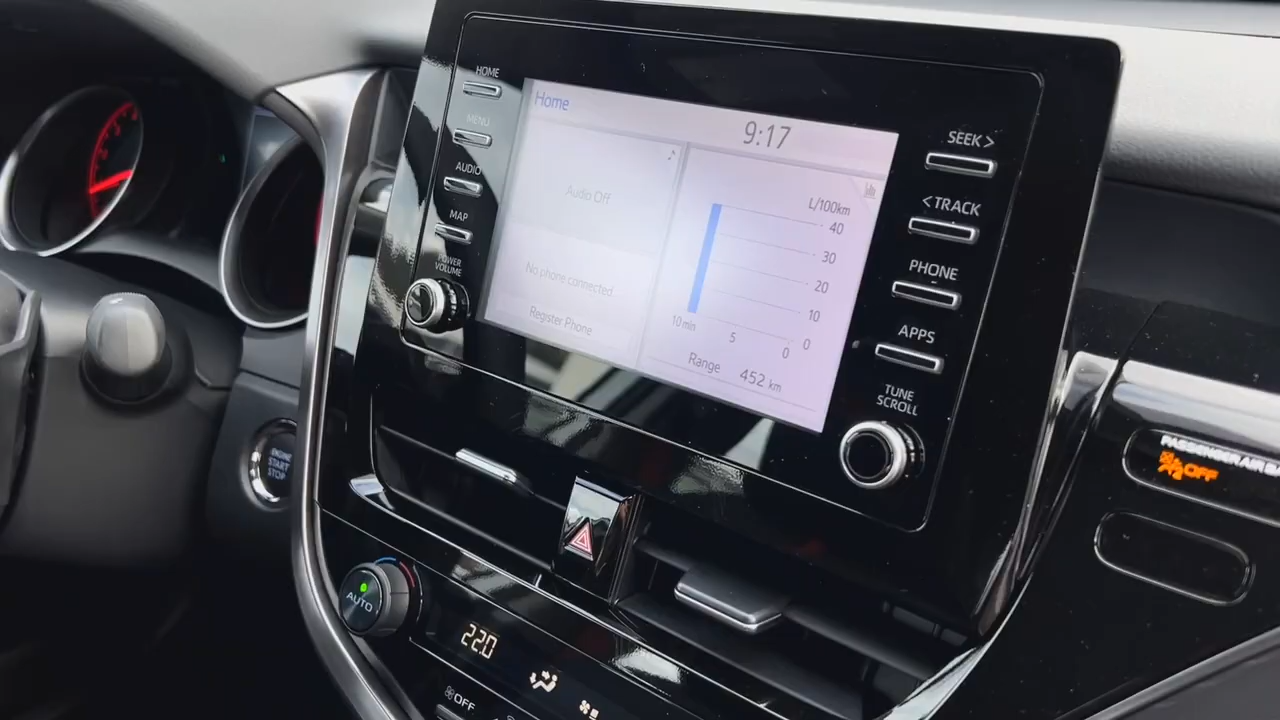 HOME
MENU
AUDIO
MAP
POWER
VOLUME
Home
9:17
Audio Off
No phone connected
Register Phone
L/100km
40
30
20
10
0
10 min
5
0
Range 452 km
SEEK >
< TRACK
PHONE
APPS
TUNE
SCROLL
ENGINE
START
STOP
PASSENGER AIR BA
OFF
AUTO
22.0
OFF